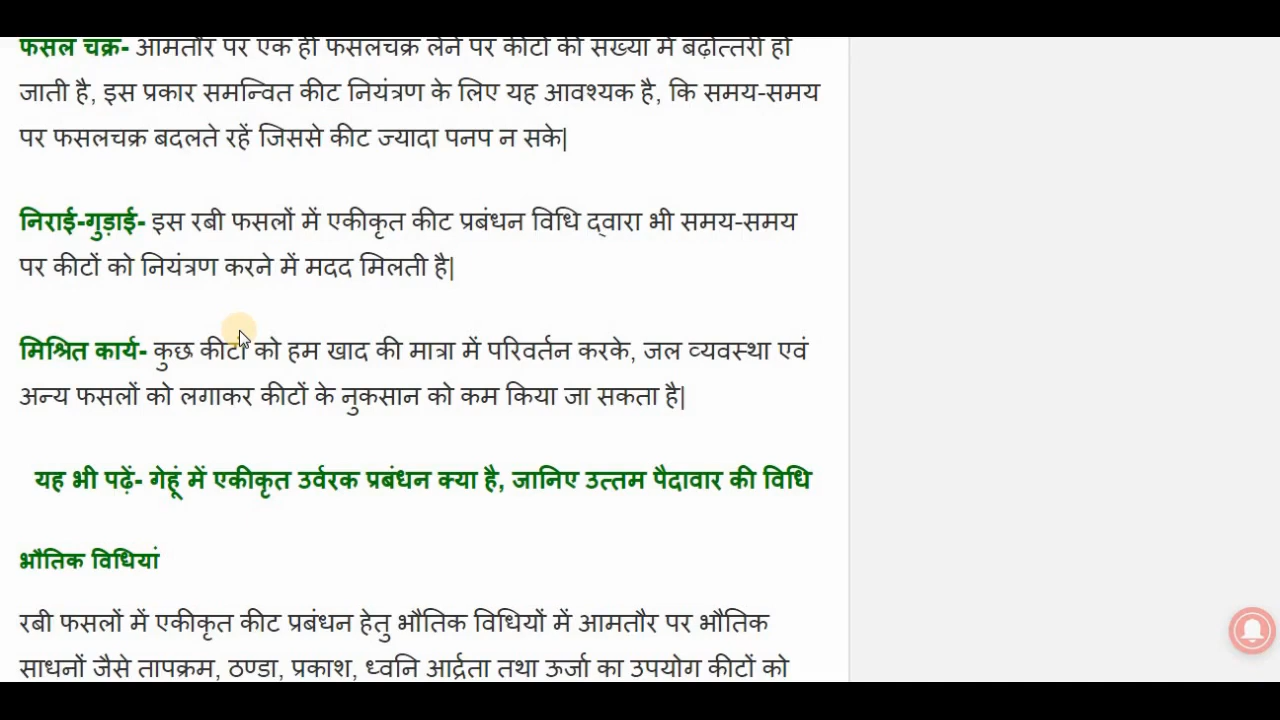 फसल चक्र- आमतौर पर एक ही फसलचक्र लेने पर कीटों की संख्या में बढ़ोत्तरी हो
जाती है, इस प्रकार समन्वित कीट नियंत्रण के लिए यह आवश्यक है, कि समय-समय
पर फसलचक्र बदलते रहें जिससे कीट ज्यादा पनप न सके|
निराई-गुड़ाई- इस रबी फसलों में एकीकृत कीट प्रबंधन विधि द्वारा भी समय-समय
पर कीटों को नियंत्रण करने में मदद मिलती है|
मिश्रित कार्य- कुछ कीटों को हम खाद की मात्रा में परिवर्तन करके, जल व्यवस्था एवं
अन्य फसलों को लगाकर कीटों के नुकसान को कम किया जा सकता है|
यह भी पढ़ें- गेहूं में एकीकृत उर्वरक प्रबंधन क्या है, जानिए उत्तम पैदावार की विधि
भौतिक विधियां
रबी फसलों में एकीकृत कीट प्रबंधन हेतु भौतिक विधियों में आमतौर पर भौतिक
साधनों जैसे तापक्रम, ठण्डा, प्रकाश, ध्वनि आर्द्रता तथा ऊर्जा का उपयोग कीटों को